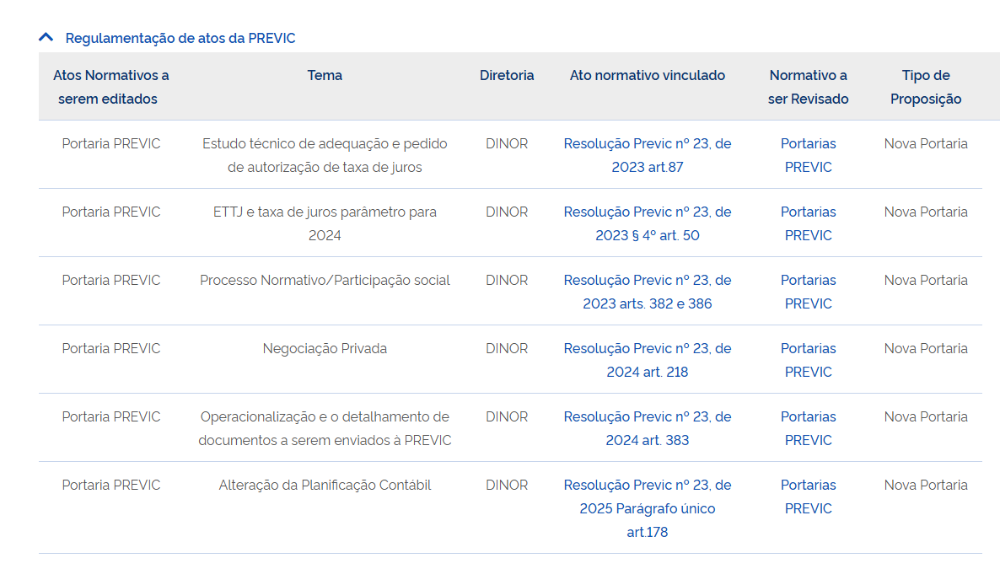 Regulamentação de atos da PREVIC
Atos Normativos a serem editados Tema Diretoria Ato normativo vinculado Normativo a ser Revisado Tipo de Proposição
Portaria PREVIC Estudo técnico de adequação e pedido de autorização de taxa de juros DINOR Resolução Previc nº 23, de 2023 art.87 Portarias PREVIC Nova Portaria
Portaria PREVIC ETTJ e taxa de juros parâmetro para 2024 DINOR Resolução Previc nº 23, de 2023 § 4º art. 50 Portarias PREVIC Nova Portaria
Portaria PREVIC Processo Normativo/Participação social DINOR Resolução Previc nº 23, de 2023 arts. 382 e 386 Portarias PREVIC Nova Portaria
Portaria PREVIC Negociação Privada DINOR Resolução Previc nº 23, de 2024 art. 218 Portarias PREVIC Nova Portaria
Portaria PREVIC Operacionalização e o detalhamento de documentos a serem enviados à PREVIC DINOR Resolução Previc nº 23, de 2024 art. 383 Portarias PREVIC Nova Portaria
Portaria PREVIC Alteração da Planificação Contábil DINOR Resolução Previc nº 23, de 2025 Parágrafo único art.178 Portarias PREVIC Nova Portaria